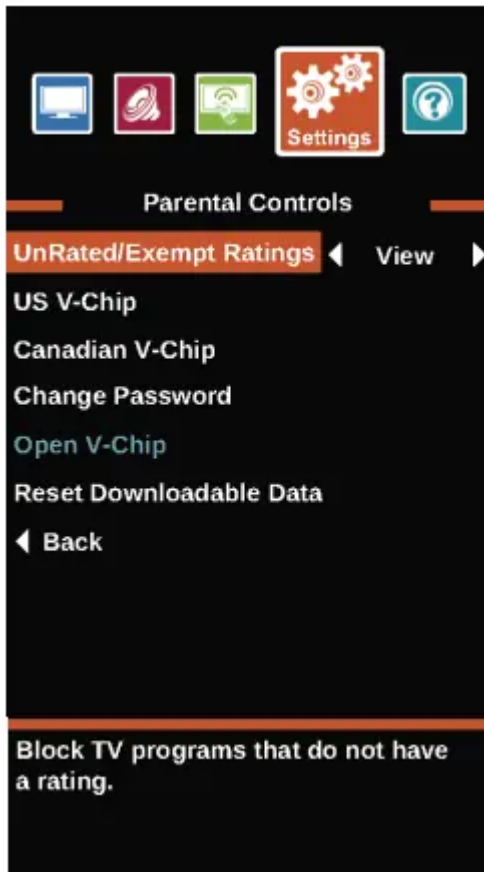 Settings
Parental Controls
UnRated/Exempt Ratings View
US V-Chip
Canadian V-Chip
Change Password
Open V-Chip
Reset Downloadable Data
Back
Block TV programs that do not have
a rating.